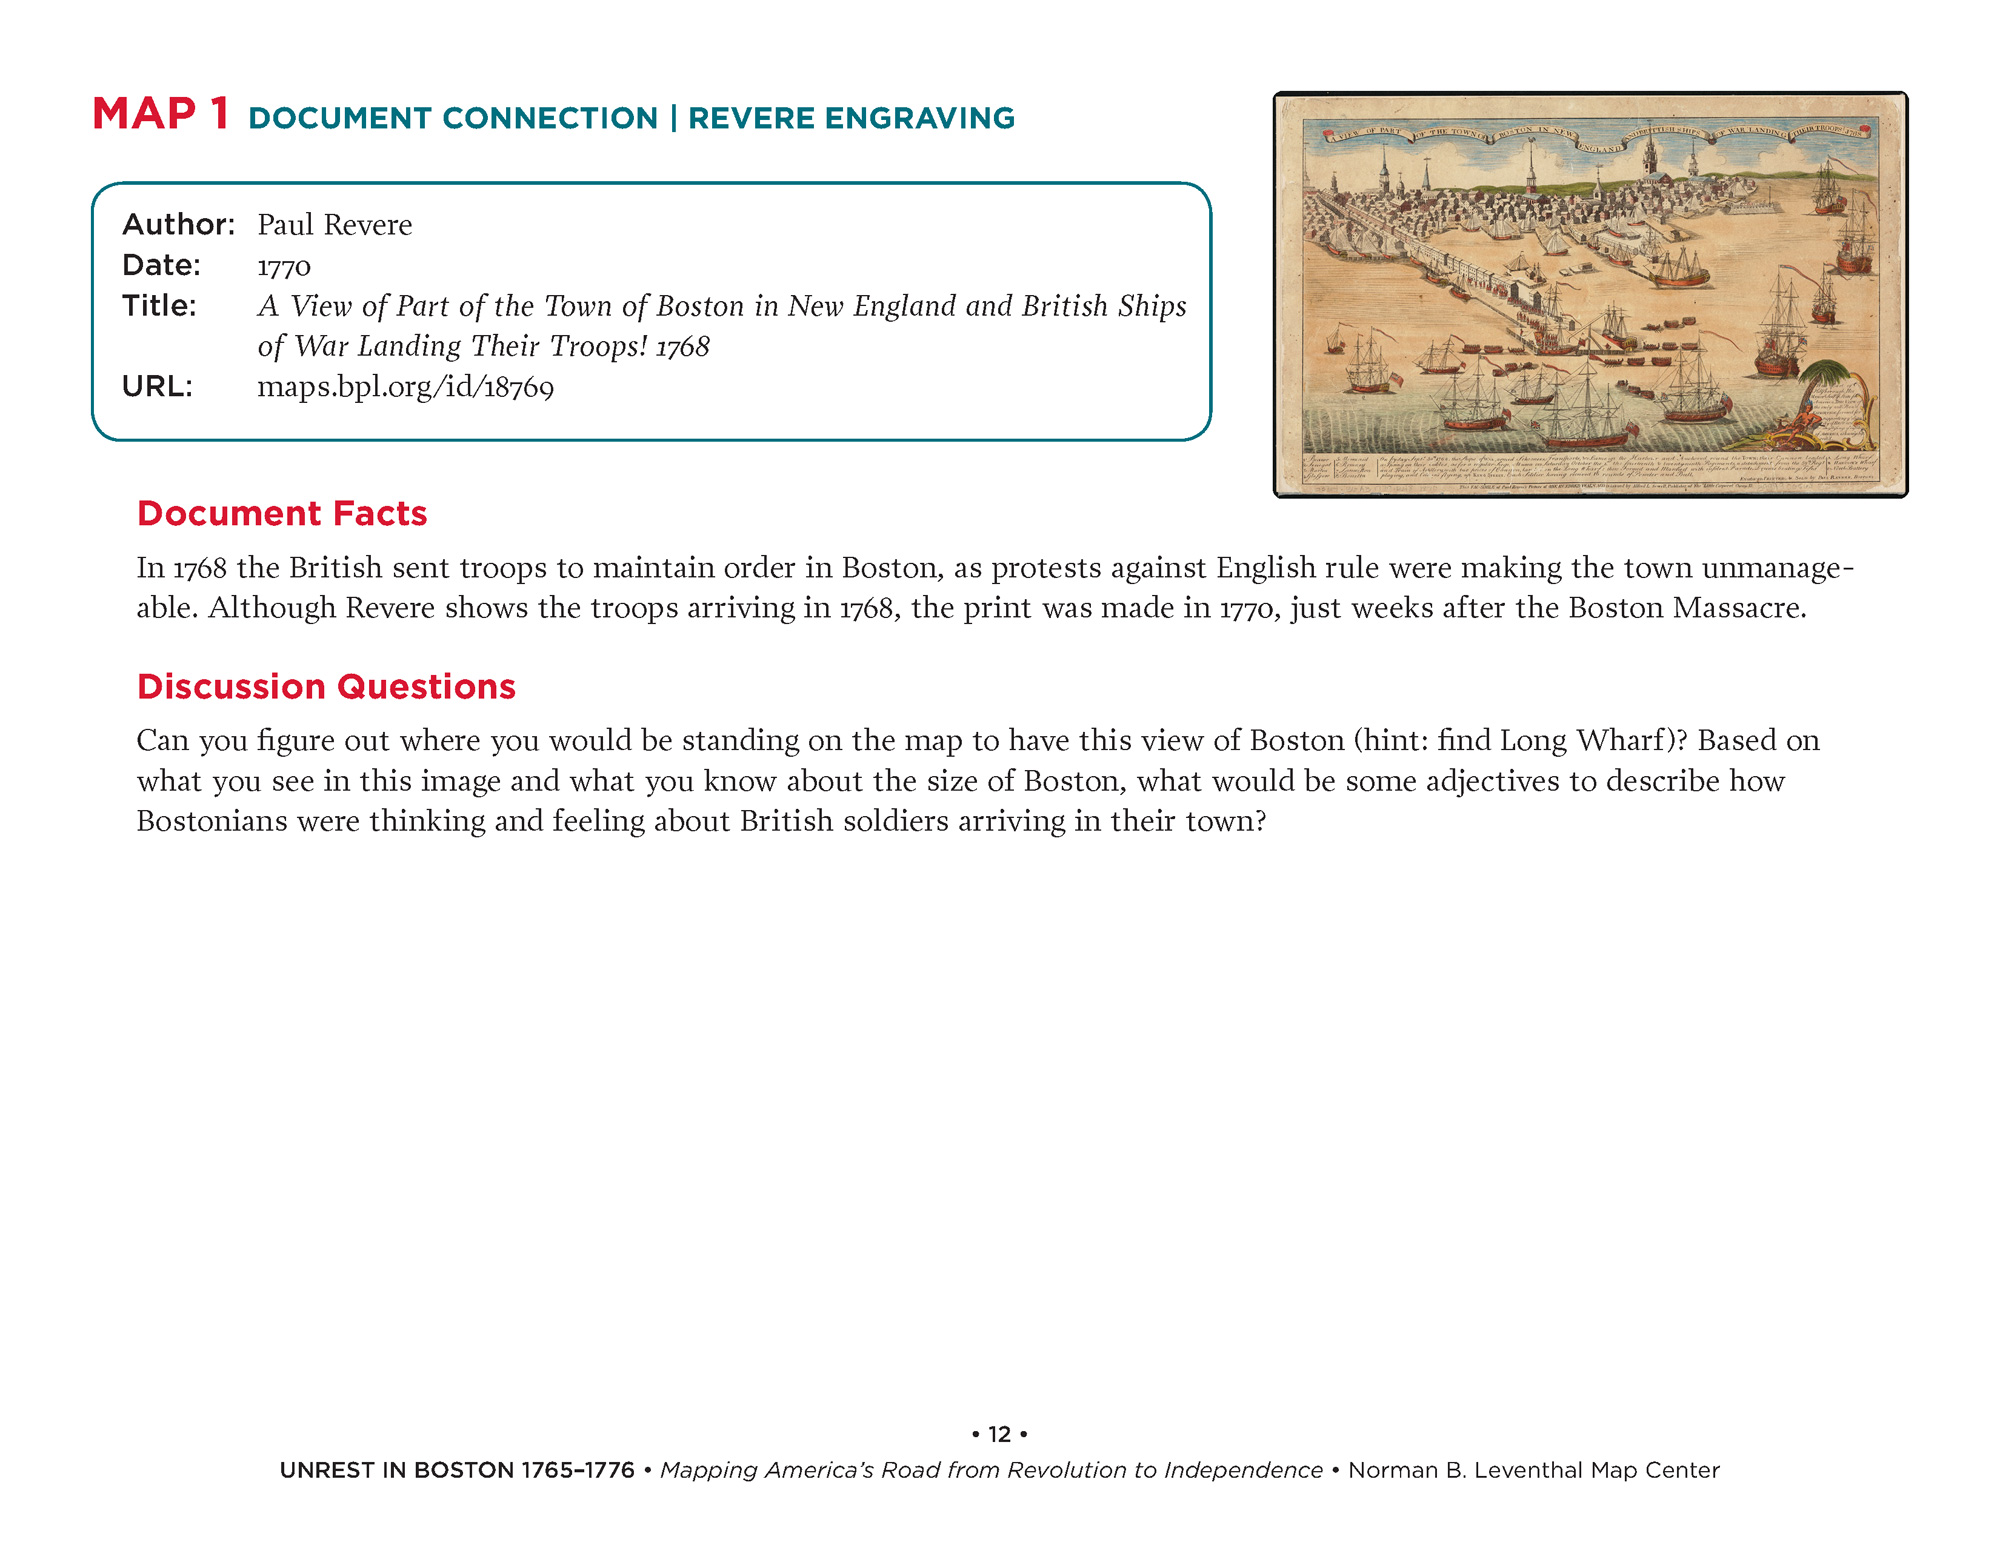 MAP 1 DOCUMENT CONNECTION | REVERE ENGRAVING
Author: Paul Revere
Date: 1770
Title: A View of Part of the Town of Boston in New England and British Ships
of War Landing Their Troops! 1768
URL: maps.bpl.org/id/18769
A VIEW OF PART OF THE TOWN OF BOSTON IN NEW ENGLAND AND BRITTISH SHIPS OF WAR LANDING THEIR TROOPS! 1768
Document Facts
In 1768 the British sent troops to maintain order in Boston, as protests against English rule were making the town unmanage-
able. Although Revere shows the troops arriving in 1768, the print was made in 1770, just weeks after the Boston Massacre.
Discussion Questions
Can you figure out where you would be standing on the map to have this view of Boston (hint: find Long Wharf)? Based on
what you see in this image and what you know about the size of Boston, what would be some adjectives to describe how
Bostonians were thinking and feeling about British soldiers arriving in their town?
• 12 •
UNREST IN BOSTON 1765–1776 • Mapping America's Road from Revolution to Independence • Norman B. Leventhal Map Center